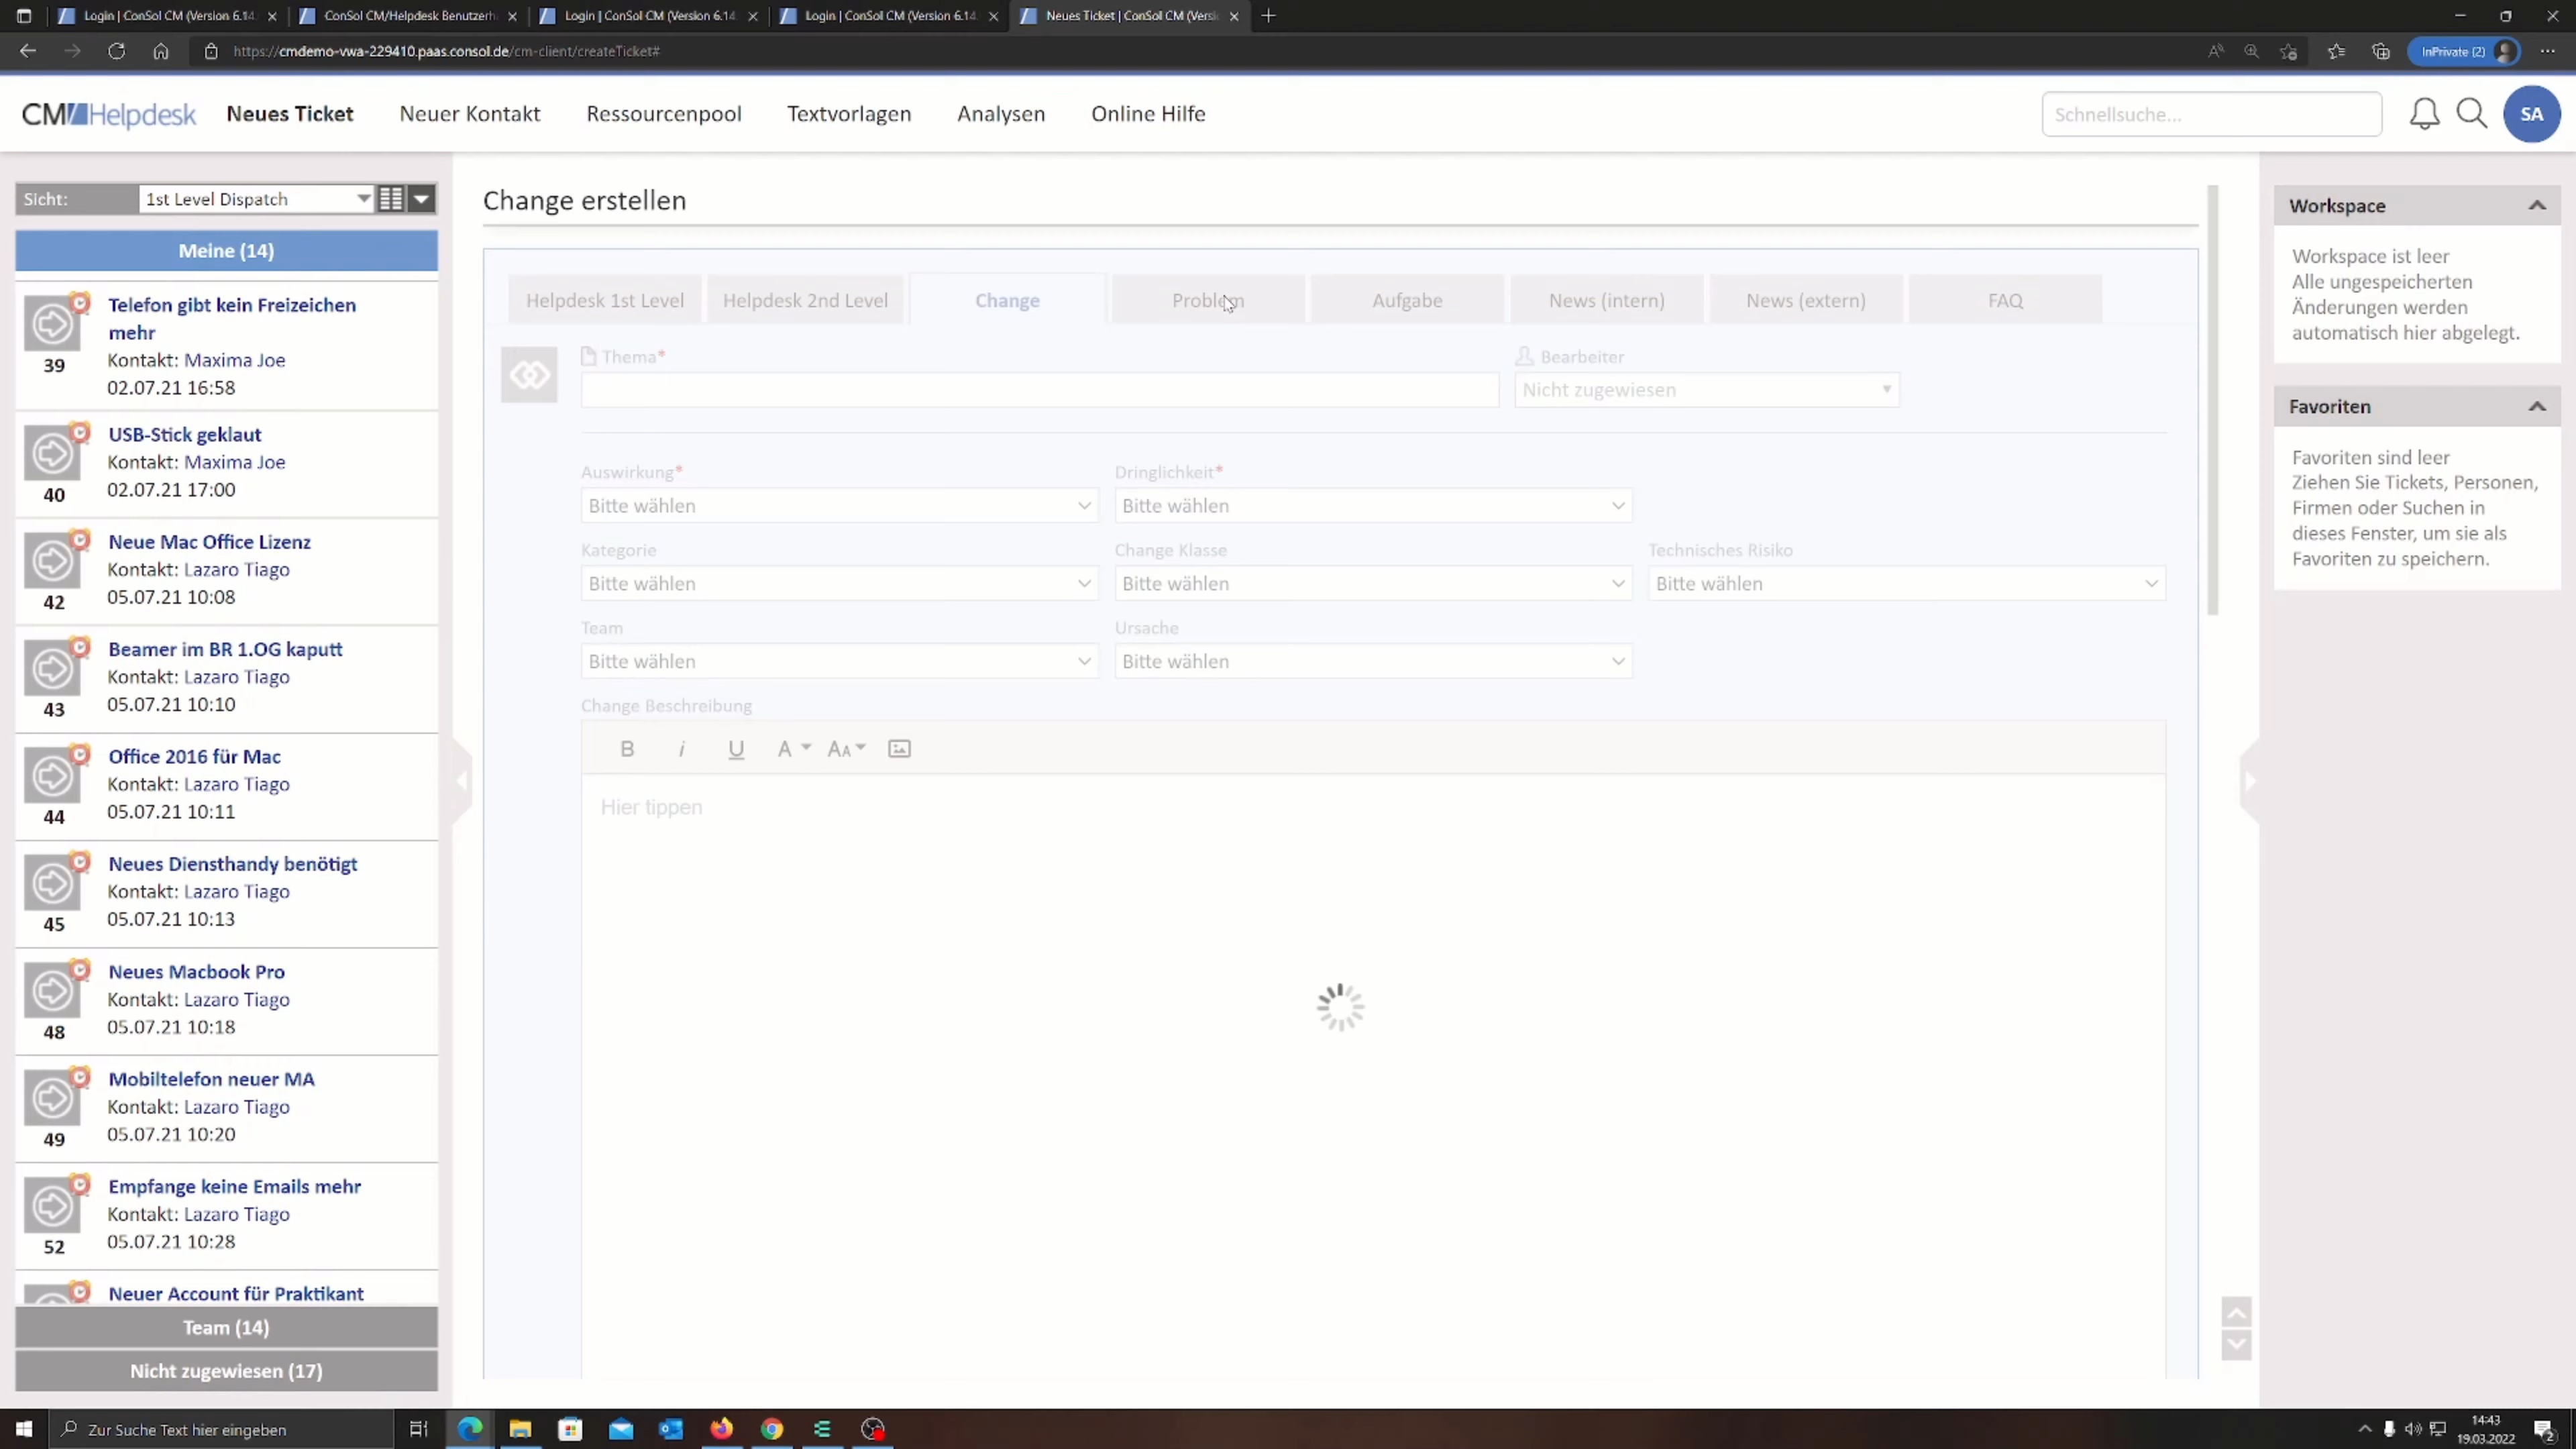 Login | ConSol CM (Version 6.14.
ConSol CM/Helpdesk Benutzerh
Login | ConSol CM (Version 6.14.
Login | ConSol CM (Version 6.14.
Neues Ticket | ConSol CM (Versi
https://cmdemo-vwa-229410.paas.consol.de/cm-client/createTicket#
InPrivate (2)
CM/Helpdesk
Neues Ticket
Neuer Kontakt
Ressourcenpool
Textvorlagen
Analysen
Online Hilfe
Schnellsuche...
SA
Sicht:
1st Level Dispatch
Meine (14)
Telefon gibt kein Freizeichen
mehr
Kontakt: Maxima Joe
39
02.07.21 16:58
USB-Stick geklaut
Kontakt: Maxima Joe
02.07.21 17:00
40
Neue Mac Office Lizenz
Kontakt: Lazaro Tiago
05.07.21 10:08
42
Beamer im BR 1.OG kaputt
Kontakt: Lazaro Tiago
05.07.21 10:10
43
Office 2016 für Mac
Kontakt: Lazaro Tiago
05.07.21 10:11
44
Neues Diensthandy benötigt
Kontakt: Lazaro Tiago
05.07.21 10:13
45
Neues Macbook Pro
Kontakt: Lazaro Tiago
05.07.21 10:18
48
Mobiltelefon neuer MA
Kontakt: Lazaro Tiago
05.07.21 10:20
49
Empfange keine Emails mehr
Kontakt: Lazaro Tiago
05.07.21 10:28
52
Neuer Account für Praktikant
Team (14)
Nicht zugewiesen (17)
Change erstellen
Helpdesk 1st Level
Helpdesk 2nd Level
Change
Problem
Aufgabe
News (intern)
News (extern)
FAQ
Thema*
Bearbeiter
Nicht zugewiesen
Auswirkung*
Dringlichkeit*
Bitte wählen
Bitte wählen
Kategorie
Change Klasse
Technisches Risiko
Bitte wählen
Bitte wählen
Bitte wählen
Team
Ursache
Bitte wählen
Bitte wählen
Change Beschreibung
B i U A AA
Hier tippen
Workspace
Workspace ist leer
Alle ungespeicherten
Änderungen werden
automatisch hier abgelegt.
Favoriten
Favoriten sind leer
Ziehen Sie Tickets, Personen,
Firmen oder Suchen in
dieses Fenster, um sie als
Favoriten zu speichern.
Zur Suche Text hier eingeben
14:43
19.03.2022
2